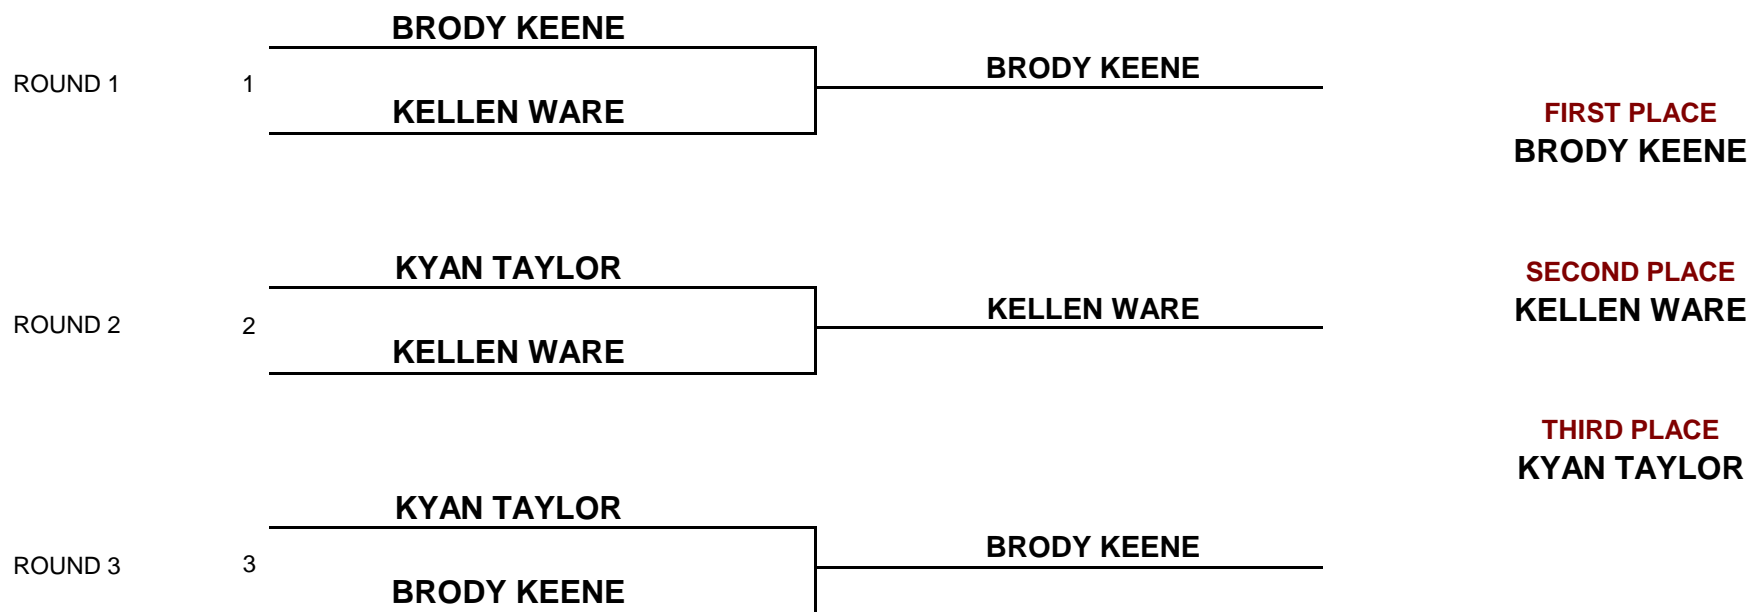 BRODY KEENE
ROUND 1 1 BRODY KEENE
KELLEN WARE
FIRST PLACE
BRODY KEENE
KYAN TAYLOR
ROUND 2 2 KELLEN WARE
KELLEN WARE
SECOND PLACE
KELLEN WARE
THIRD PLACE
KYAN TAYLOR
KYAN TAYLOR
ROUND 3 3 BRODY KEENE
BRODY KEENE